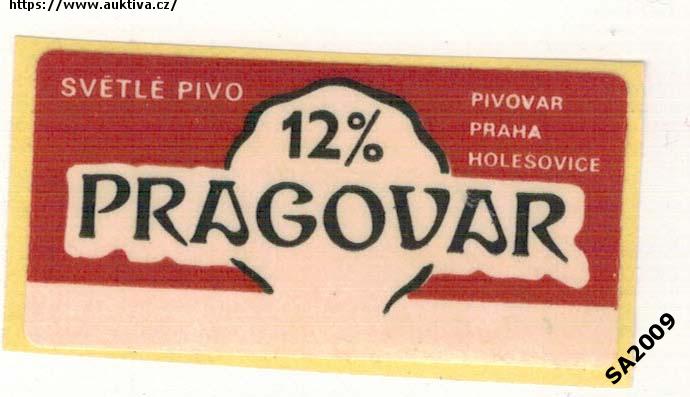 https://www.auktiva.cz/
SVĚTLÉ PIVO
12%
PIVOVAR
PRAHA
HOLEŠOVICE
PRAGOVAR
SA2009